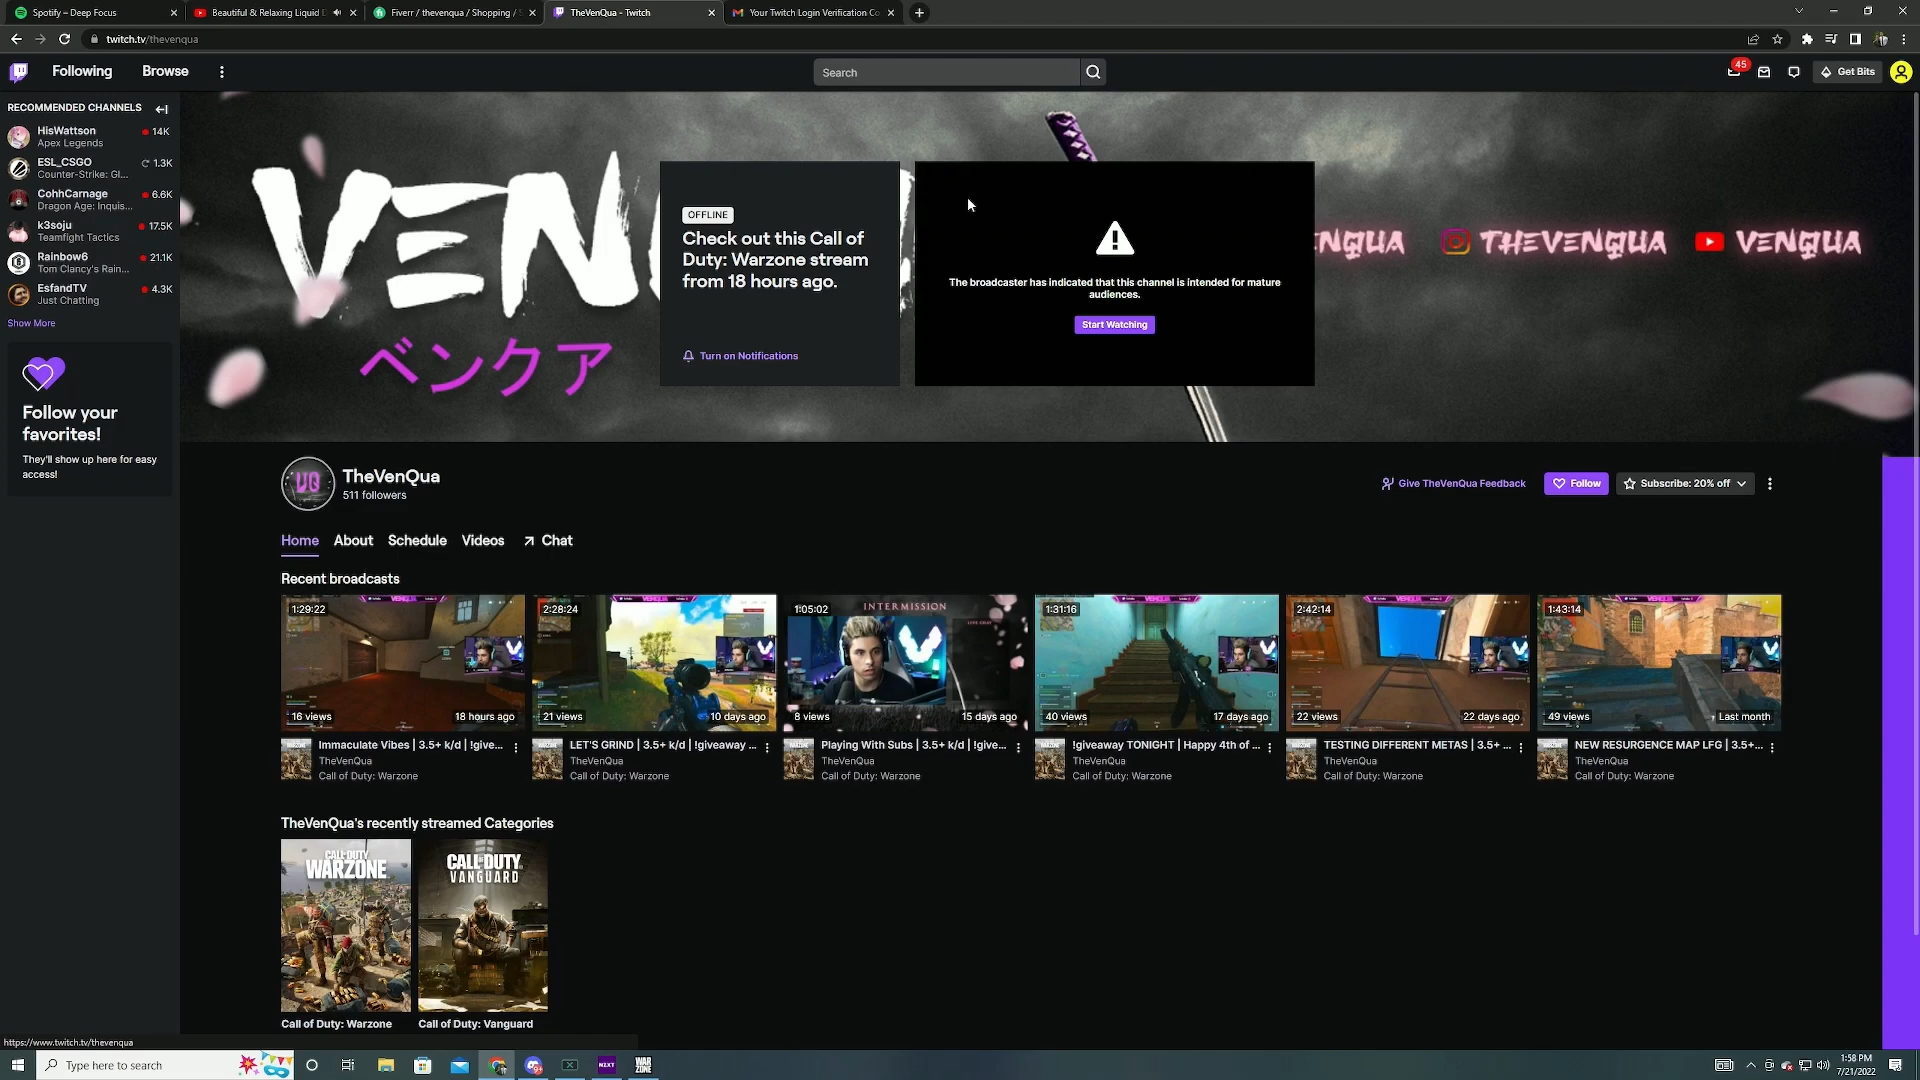 Spotify – Deep Focus
Beautiful & Relaxing Liquid
Fiverr / thevenqua / Shopping /
TheVenQua - Twitch
Your Twitch Login Verification Co
twitch.tv/thevenqua
Following
Browse
Search
45
Get Bits
RECOMMENDED CHANNELS
HisWattson
14K
Apex Legends
ESL_CSGO
1.3K
Counter-Strike: Gl...
CohhCarnage
6.6K
Dragon Age: Inquis...
k3soju
17.5K
Teamfight Tactics
Rainbow6
21.1K
Tom Clancy's Rain...
EsfandTV
4.3K
Just Chatting
Show More
Follow your
favorites!
They'll show up here for easy
access!
VEN
ベンクア
OFFLINE
Check out this Call of
Duty: Warzone stream
from 18 hours ago.
Turn on Notifications
The broadcaster has indicated that this channel is intended for mature
audiences.
Start Watching
NQUA
THEVENQUA
VENQUA
VQ
TheVenQua
511 followers
Give TheVenQua Feedback
Follow
Subscribe: 20% off
Home
About
Schedule
Videos
Chat
Recent broadcasts
1:29:22
16 views
18 hours ago
Immaculate Vibes | 3.5+ k/d | !give...
TheVenQua
Call of Duty: Warzone
2:28:24
21 views
10 days ago
LET'S GRIND | 3.5+ k/d | !giveaway ...
TheVenQua
Call of Duty: Warzone
1:05:02
INTERMISSION
8 views
15 days ago
Playing With Subs | 3.5+ k/d | !give...
TheVenQua
Call of Duty: Warzone
1:31:16
40 views
17 days ago
!giveaway TONIGHT | Happy 4th of ...
TheVenQua
Call of Duty: Warzone
2:42:14
22 views
22 days ago
TESTING DIFFERENT METAS | 3.5+ ...
TheVenQua
Call of Duty: Warzone
1:43:14
49 views
Last month
NEW RESURGENCE MAP LFG | 3.5+...
TheVenQua
Call of Duty: Warzone
TheVenQua's recently streamed Categories
CALL OF DUTY
WARZONE
CALL OF DUTY
VANGUARD
Call of Duty: Warzone
Call of Duty: Vanguard
https://www.twitch.tv/thevenqua
Type here to search
9+
NZXT
WAR
ZONE
1:58 PM
7/21/2022